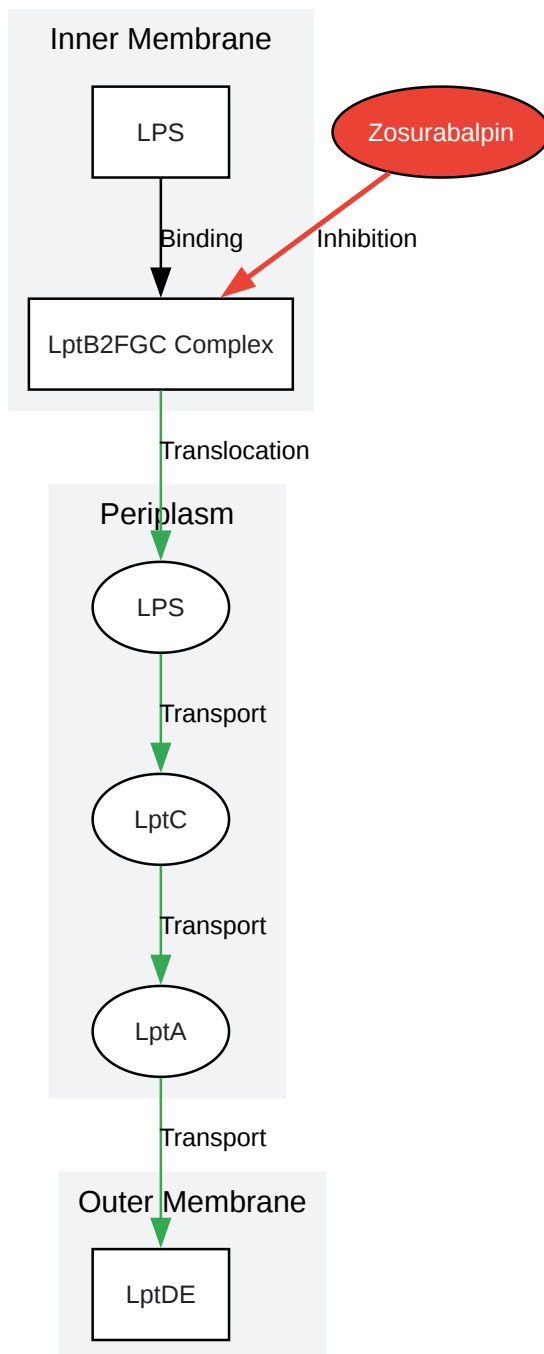 Inner Membrane
LPS
Zosurabalpin
Binding
Inhibition
LptB2FGC Complex
Translocation
Periplasm
LPS
Transport
LptC
Transport
LptA
Transport
Outer Membrane
LptDE